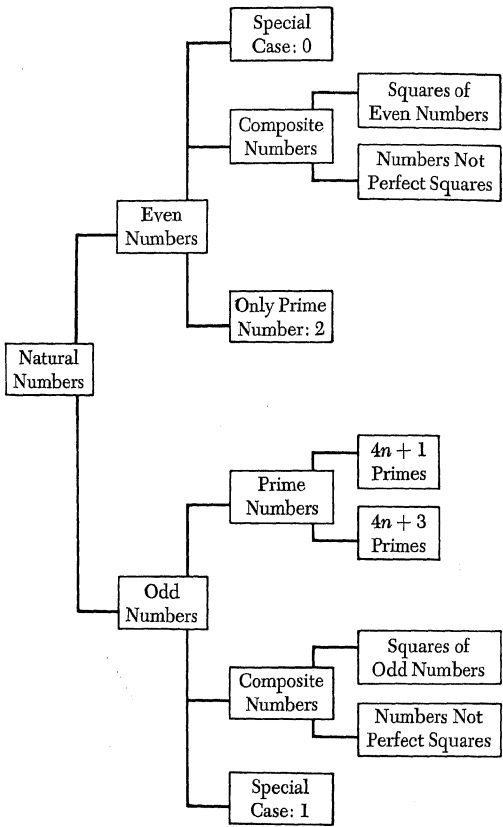 Special
Case: 0
Squares of
Even Numbers
Composite
Numbers
Numbers Not
Perfect Squares
Even
Numbers
Only Prime
Number: 2
Natural
Numbers
4n + 1
Primes
Prime
Numbers
4n + 3
Primes
Odd
Numbers
Squares of
Odd Numbers
Composite
Numbers
Numbers Not
Perfect Squares
Special
Case: 1